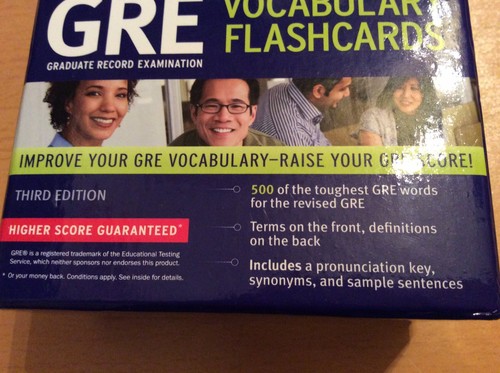 GRE
VOCABULARY
FLASHCARDS
GRADUATE RECORD EXAMINATION
IMPROVE YOUR GRE VOCABULARY–RAISE YOUR GRE SCORE!
THIRD EDITION
HIGHER SCORE GUARANTEED*
GRE® is a registered trademark of the Educational Testing
Service, which neither sponsors nor endorses this product.
* Or your money back. Conditions apply. See inside for details.
500 of the toughest GRE words
for the revised GRE
Terms on the front, definitions
on the back
Includes a pronunciation key,
synonyms, and sample sentences